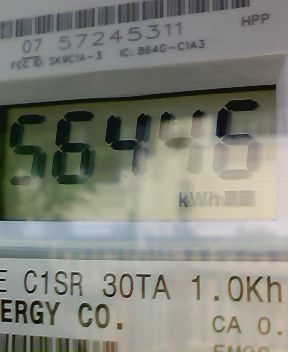 HPP
07 57245311
FCC ID: SK9C1A-3 IC: 864G-C1A3
56446
kWh
E C1SR 30TA 1.0Kh
ERGY CO.
CA 0.